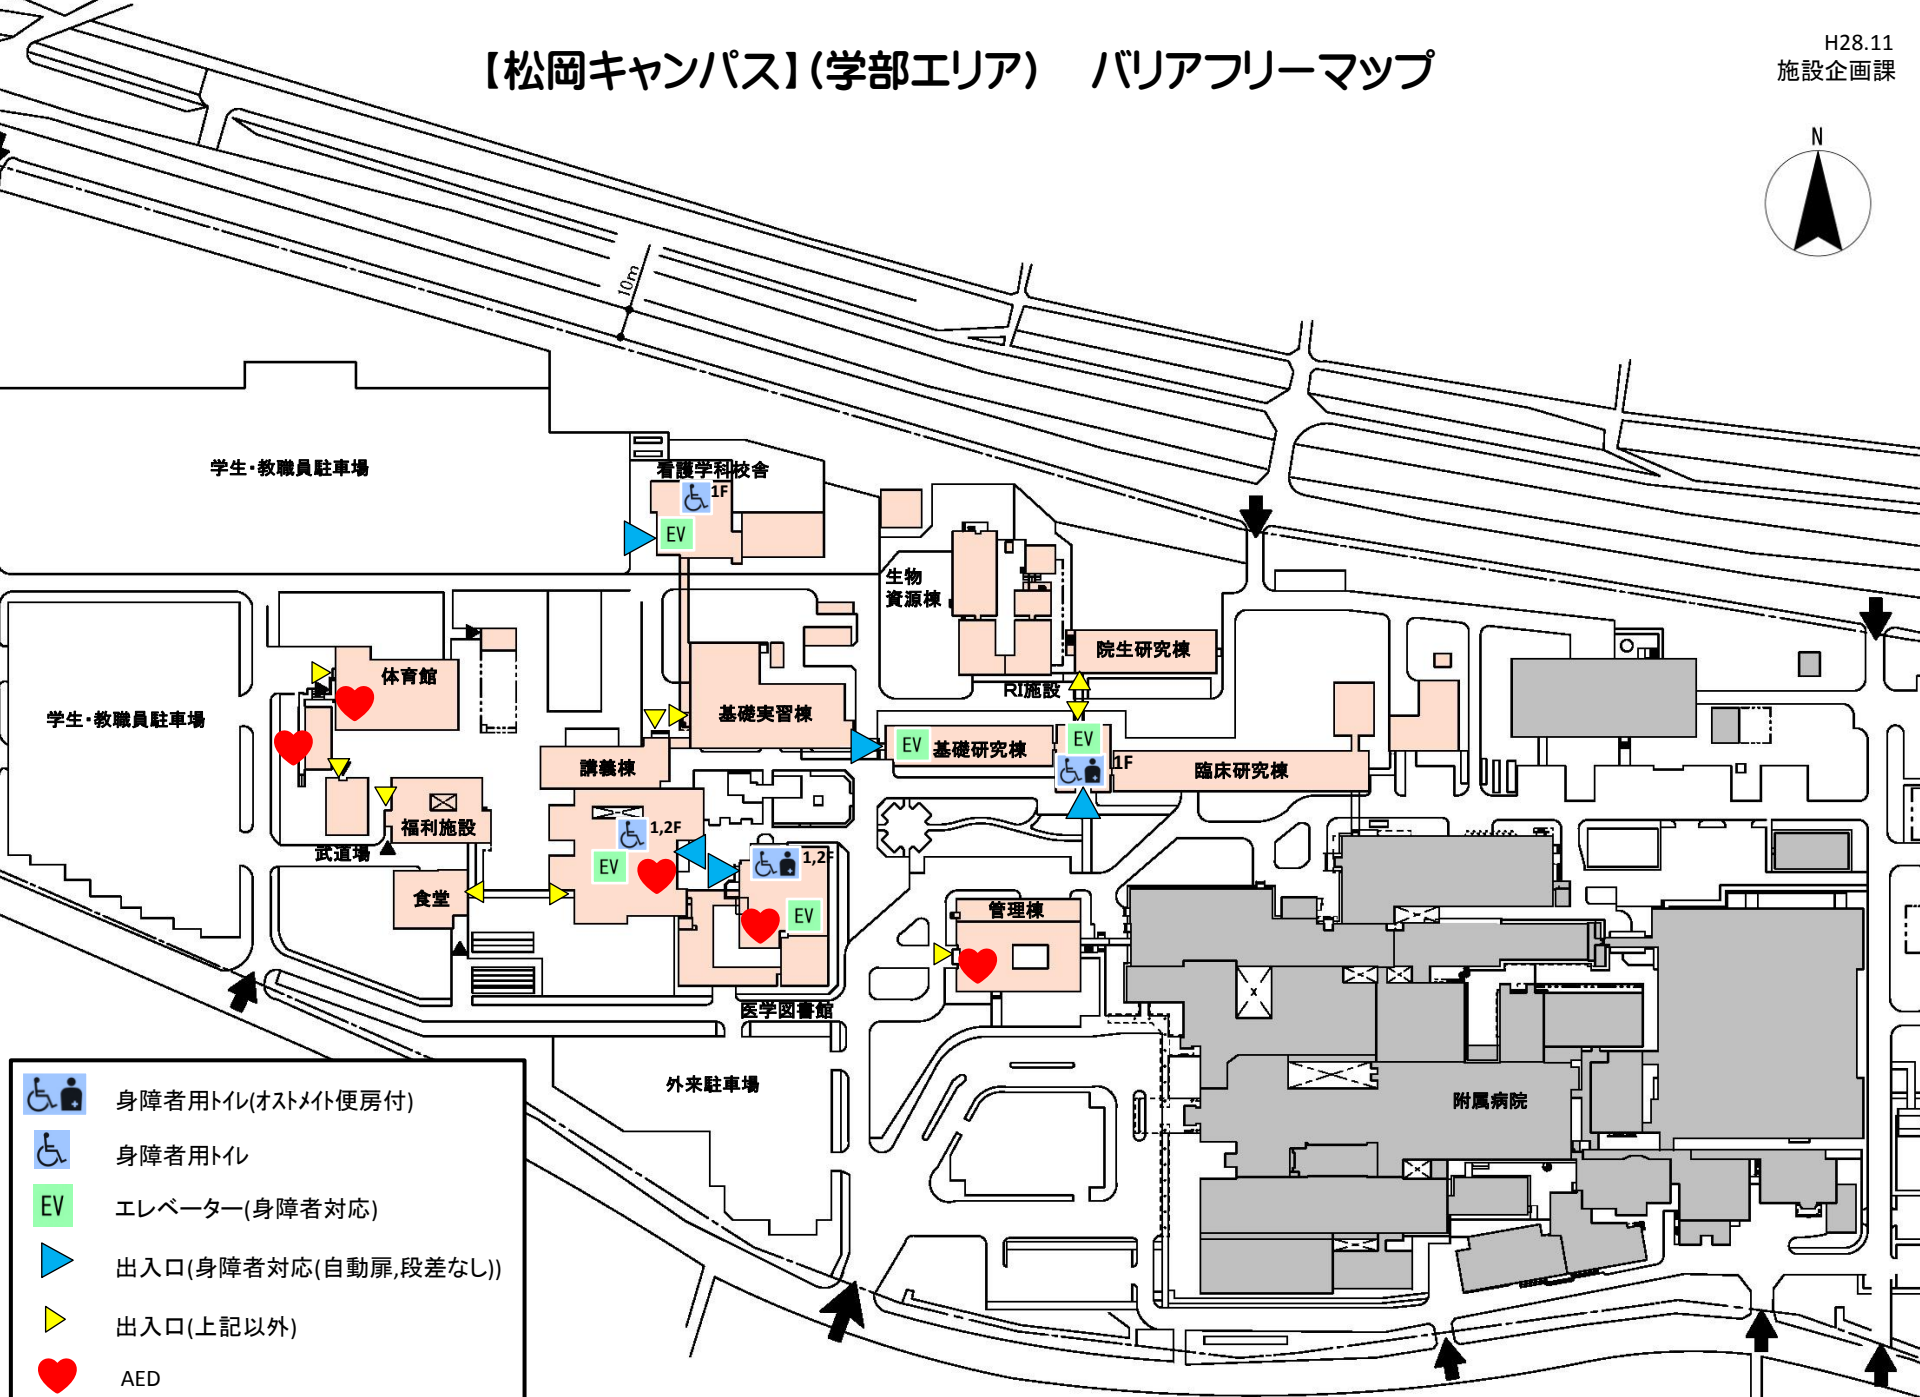 【松岡キャンパス】(学部エリア)　バリアフリーマップ
H28.11
施設企画課
N
10m
学生・教職員駐車場
看護学科校舎
1F
EV
生物
資源棟
院生研究棟
RI施設
体育館
学生・教職員駐車場
基礎実習棟
EV
基礎研究棟
EV
1F
臨床研究棟
講義棟
福利施設
武道場
1,2F
EV
1,2F
EV
食堂
管理棟
x
医学図書館
外来駐車場
附属病院
身障者用トイレ(オストメイト便房付)
身障者用トイレ
EV
エレベーター(身障者対応)
出入口(身障者対応(自動扉,段差なし))
出入口(上記以外)
AED